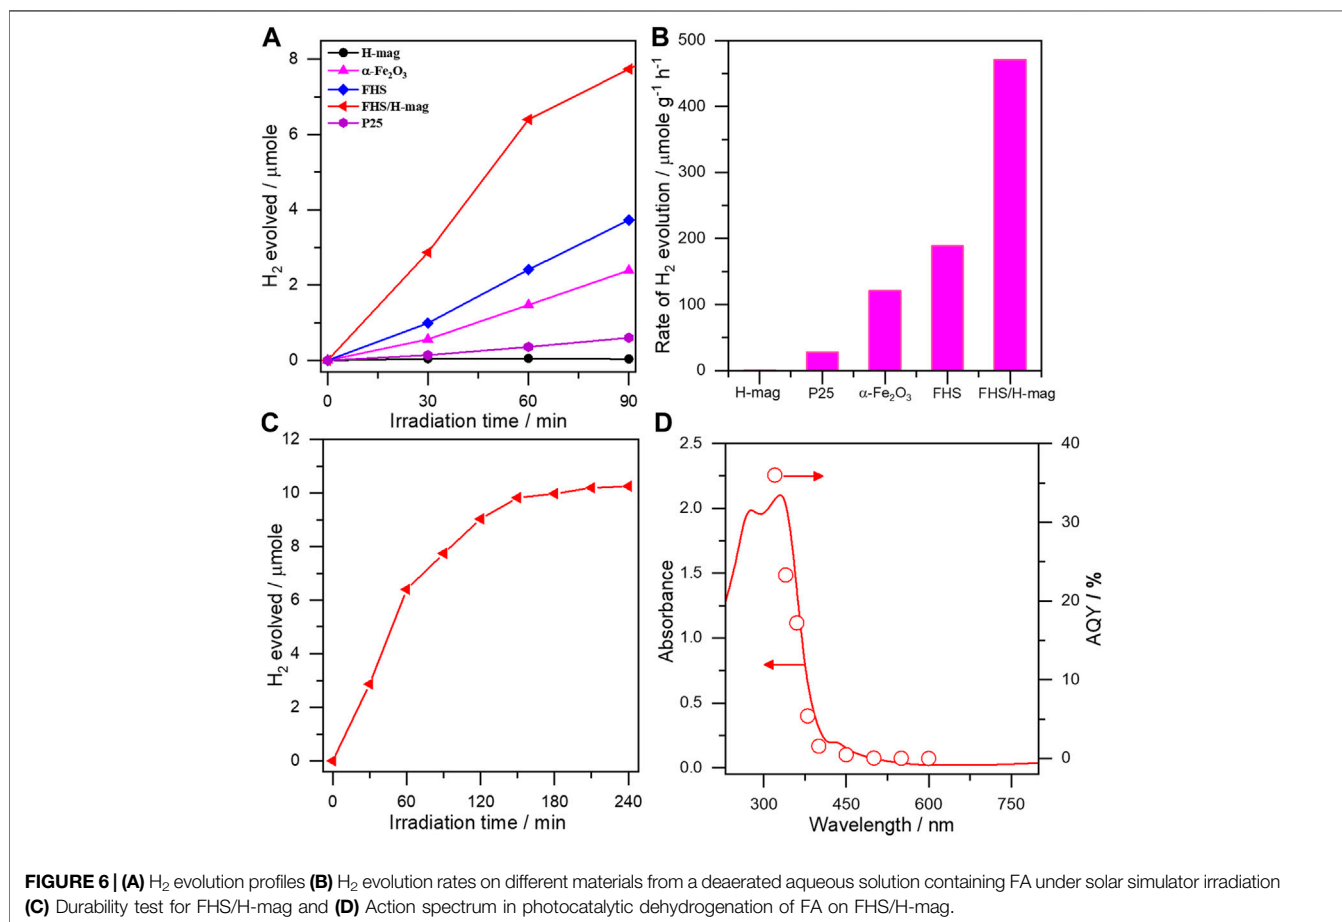 A
H-mag
α-Fe₂O₃
FHS
FHS/H-mag
P25
8
6
4
2
0
H₂ evolved / μmole
0 30 60 90
Irradiation time / min
B
500
400
300
200
100
0
Rate of H₂ evolution / μmole g⁻¹ h⁻¹
H-mag P25 α-Fe₂O₃ FHS FHS/H-mag
C
12
10
8
6
4
2
0
H₂ evolved / μmole
0 60 120 180 240
Irradiation time / min
D
2.5
2.0
1.5
1.0
0.5
0.0
Absorbance
40
30
20
10
0
AQY / %
300 450 600 750
Wavelength / nm
FIGURE 6 | (A) H₂ evolution profiles (B) H₂ evolution rates on different materials from a deaerated aqueous solution containing FA under solar simulator irradiation
(C) Durability test for FHS/H-mag and (D) Action spectrum in photocatalytic dehydrogenation of FA on FHS/H-mag.